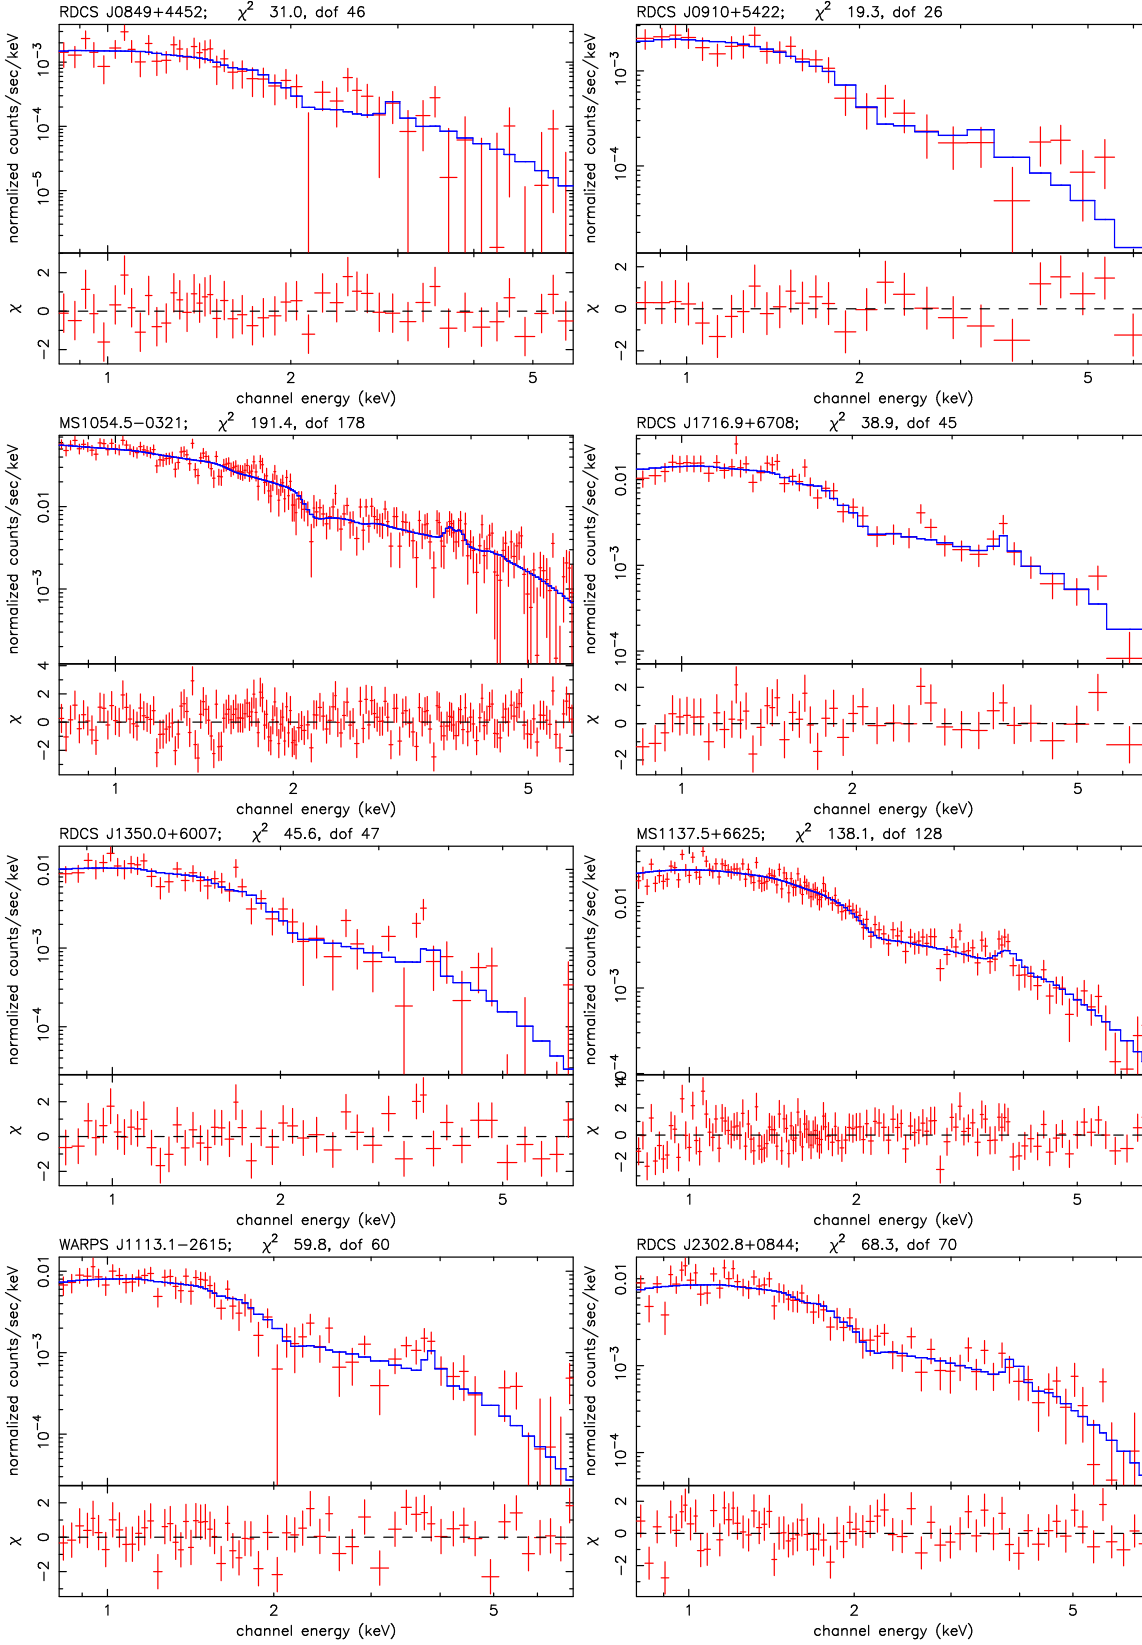 RDCS J0849+4452; χ² 31.0, dof 46
normalized counts/sec/keV
10⁻³
10⁻⁴
10⁻⁵
χ
2
0
−2
1 2 5
channel energy (keV)
RDCS J0910+5422; χ² 19.3, dof 26
normalized counts/sec/keV
10⁻³
10⁻⁴
χ
2
0
−2
1 2 5
channel energy (keV)
MS1054.5−0321; χ² 191.4, dof 178
normalized counts/sec/keV
0.01
10⁻³
χ
4
2
0
−2
1 2 5
channel energy (keV)
RDCS J1716.9+6708; χ² 38.9, dof 45
normalized counts/sec/keV
0.01
10⁻³
10⁻⁴
χ
2
0
−2
1 2 5
channel energy (keV)
RDCS J1350.0+6007; χ² 45.6, dof 47
normalized counts/sec/keV
0.01
10⁻³
10⁻⁴
χ
2
0
−2
1 2 5
channel energy (keV)
MS1137.5+6625; χ² 138.1, dof 128
normalized counts/sec/keV
0.01
10⁻³
10⁻⁴
χ
4
2
0
−2
1 2 5
channel energy (keV)
WARPS J1113.1−2615; χ² 59.8, dof 60
normalized counts/sec/keV
0.01
10⁻³
10⁻⁴
χ
2
0
−2
1 2 5
channel energy (keV)
RDCS J2302.8+0844; χ² 68.3, dof 70
normalized counts/sec/keV
0.01
10⁻³
10⁻⁴
χ
2
0
−2
1 2 5
channel energy (keV)